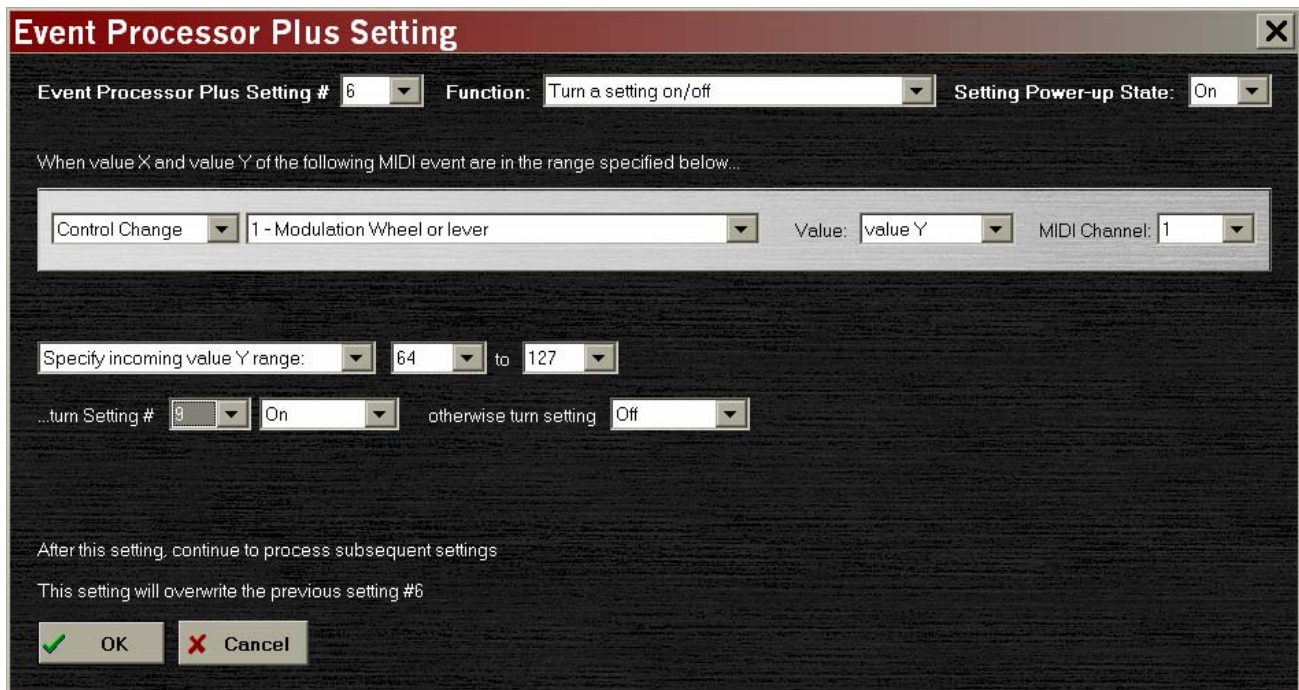 Event Processor Plus Setting
Event Processor Plus Setting # 6 Function: Turn a setting on/off Setting Power-up State: On
When value X and value Y of the following MIDI event are in the range specified below...
Control Change 1 - Modulation Wheel or lever Value: value Y MIDI Channel: 1
Specify incoming value Y range: 64 to 127
...turn Setting # 9 On otherwise turn setting Off
After this setting, continue to process subsequent settings
This setting will overwrite the previous setting #6
OK Cancel